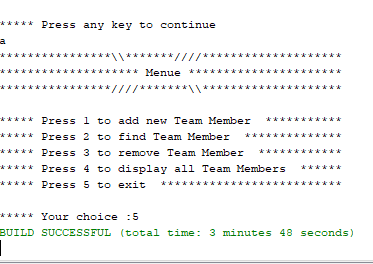 ***** Press any key to continue
a
****************\\*******////********************
******************** Menue **********************
****************////*******\\********************
***** Press 1 to add new Team Member  ***********
***** Press 2 to find Team Member  **************
***** Press 3 to remove Team Member  ************
***** Press 4 to display all Team Members  ******
***** Press 5 to exit  **************************
***** Your choice :5
BUILD SUCCESSFUL (total time: 3 minutes 48 seconds)